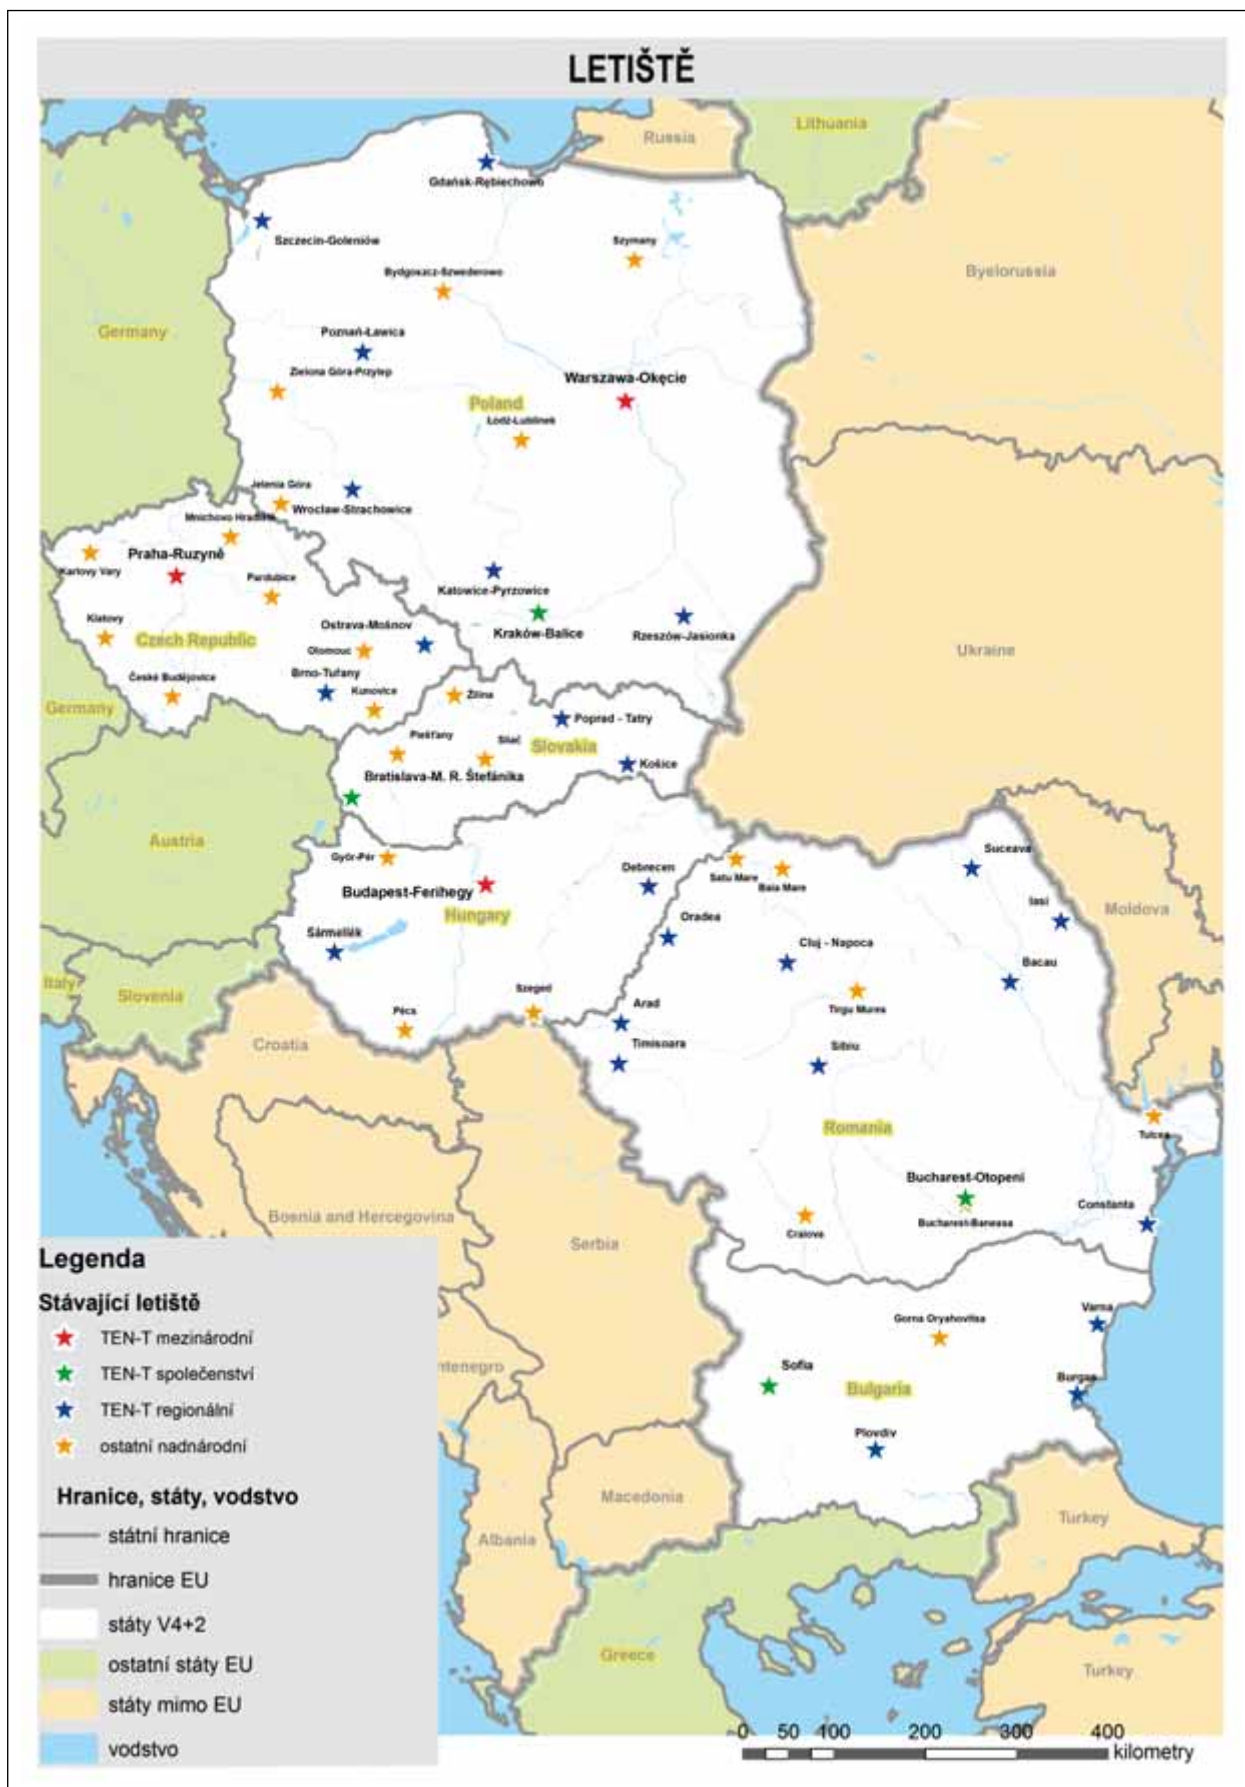 LETIŠTĚ
Lithuania
Russia
Gdańsk-Rębiechowo
Szczecin-Goleniów
Szymany
Bydgoszcz-Szwederowo
Byelorussia
Germany
Poznań-Ławica
Zielona Góra-Przylep
Warszawa-Okęcie
Poland
Łódź-Lublinek
Jelenia Góra
Wrocław-Strachowice
Mnichovo Hradiště
Praha-Ruzyně
Karlovy Vary
Pardubice
Katowice-Pyrzowice
Klatovy
Ostrava-Mošnov
Kraków-Balice
Rzeszów-Jasionka
Czech Republic
Olomouc
Ukraine
České Budějovice
Brno-Tuřany
Kunovice
Žilina
Germany
Poprad - Tatry
Piešťany
Sliač
Slovakia
Košice
Bratislava-M. R. Štefánika
Austria
Győr-Pér
Debrecen
Satu Mare
Baia Mare
Suceava
Budapest-Ferihegy
Hungary
Oradea
Iasi
Moldova
Sármellék
Cluj - Napoca
Bacau
Italy
Slovenia
Szeged
Arad
Tirgu Mures
Pécs
Croatia
Timisoara
Sibiu
Romania
Tulcea
Bucharest-Otopeni
Constanta
Bosnia and Hercegovina
Bucharest-Baneasa
Craiova
Serbia
Legenda
Stávající letiště
TEN-T mezinárodní
TEN-T společenství
TEN-T regionální
ostatní nadnárodní
Hranice, státy, vodstvo
státní hranice
hranice EU
státy V4+2
ostatní státy EU
státy mimo EU
vodstvo
Varna
Gorna Oryahovitsa
ntenegro
Sofia
Bulgaria
Burgas
Plovdiv
Macedonia
Albania
Turkey
Greece
Turkey
0 50 100 200 300 400
kilometry